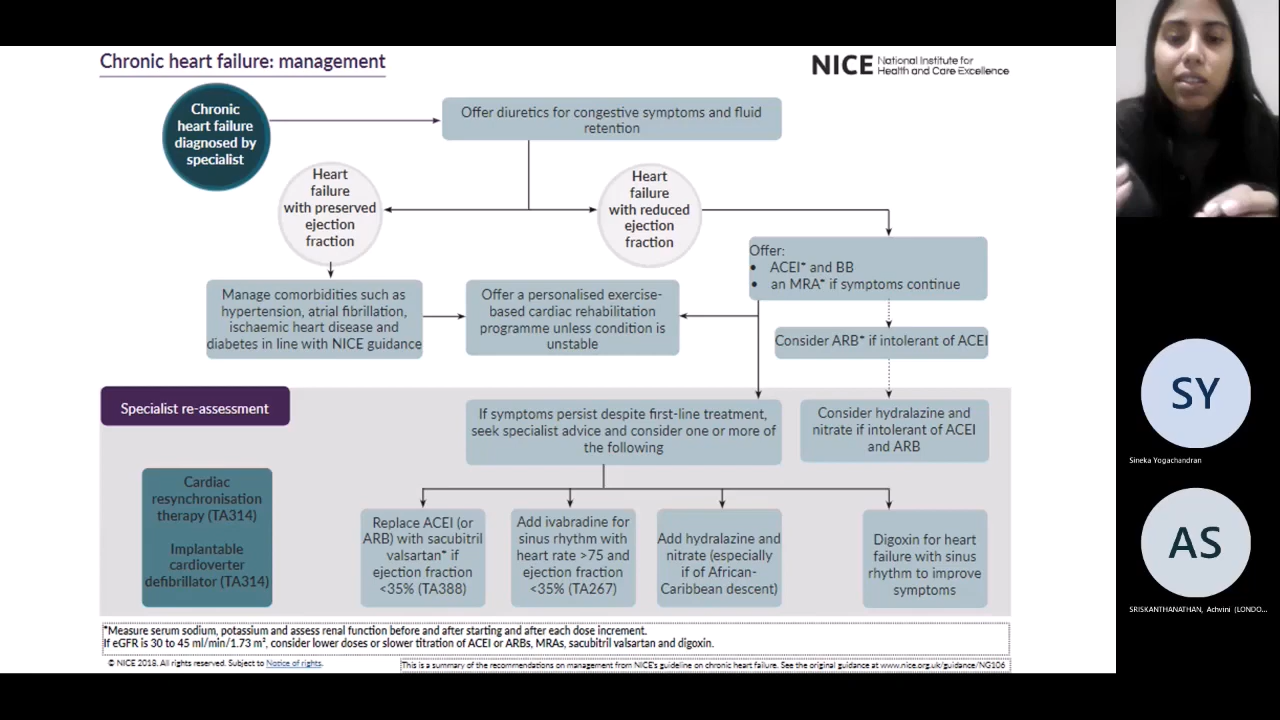 Chronic heart failure: management
NICE National Institute for
Health and Care Excellence
Chronic
heart failure
diagnosed by
specialist
Offer diuretics for congestive symptoms and fluid
retention
Heart
failure
with preserved
ejection
fraction
Heart
failure
with reduced
ejection
fraction
Offer:
• ACEI* and BB
• an MRA* if symptoms continue
Manage comorbidities such as
hypertension, atrial fibrillation,
ischaemic heart disease and
diabetes in line with NICE guidance
Offer a personalised exercise-
based cardiac rehabilitation
programme unless condition is
unstable
Consider ARB* if intolerant of ACEI
Specialist re-assessment
If symptoms persist despite first-line treatment,
seek specialist advice and consider one or more of
the following
Consider hydralazine and
nitrate if intolerant of ACEI
and ARB
Cardiac
resynchronisation
therapy (TA314)
Implantable
cardioverter
defibrillator (TA314)
Replace ACEI (or
ARB) with sacubitril
valsartan* if
ejection fraction
<35% (TA388)
Add ivabradine for
sinus rhythm with
heart rate >75 and
ejection fraction
<35% (TA267)
Add hydralazine and
nitrate (especially
if of African-
Caribbean descent)
Digoxin for heart
failure with sinus
rhythm to improve
symptoms
*Measure serum sodium, potassium and assess renal function before and after starting and after each dose increment.
If eGFR is 30 to 45 ml/min/1.73 m², consider lower doses or slower titration of ACEI or ARBs, MRAs, sacubitril valsartan and digoxin.
© NICE 2018. All rights reserved. Subject to Notice of rights.
This is a summary of the recommendations on management from NICE's guideline on chronic heart failure. See the original guidance at www.nice.org.uk/guidance/NG106
SY
Sineka Yogachandran
AS
SRISKANTHANATHAN, Achvini (LONDO...